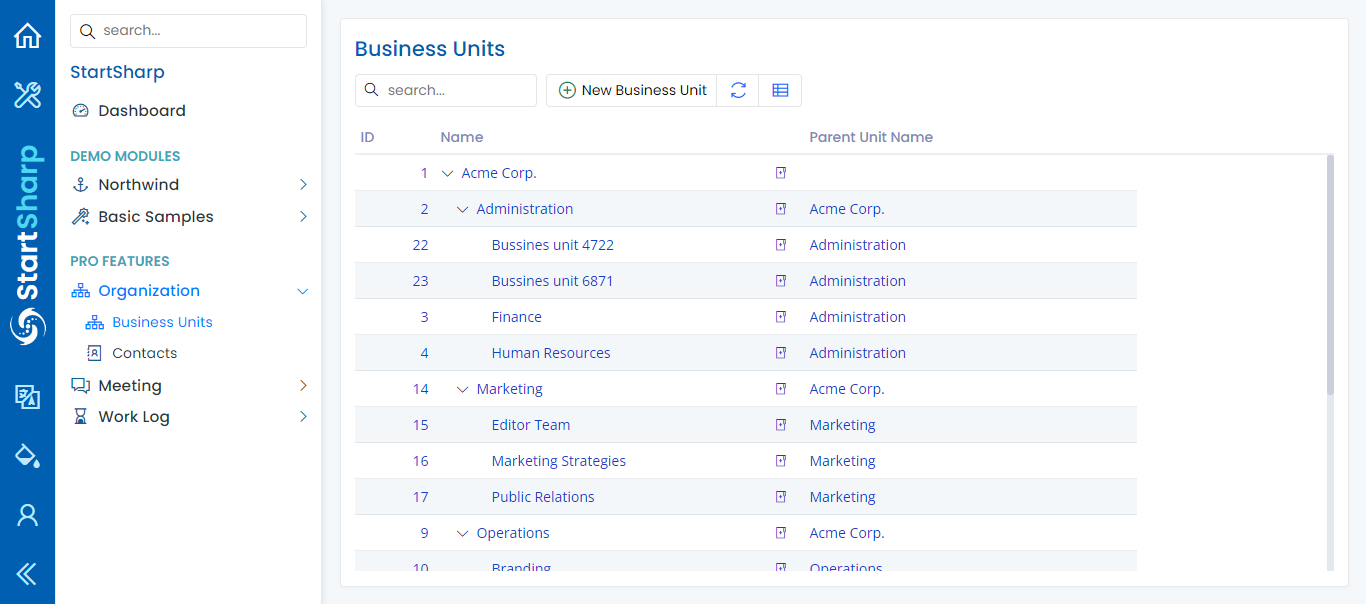 StartSharp
search...
StartSharp
Dashboard
DEMO MODULES
Northwind
Basic Samples
PRO FEATURES
Organization
Business Units
Contacts
Meeting
Work Log
Business Units
search... New Business Unit
ID Name Parent Unit Name
1 Acme Corp.
2 Administration Acme Corp.
22 Bussines unit 4722 Administration
23 Bussines unit 6871 Administration
3 Finance Administration
4 Human Resources Administration
14 Marketing Acme Corp.
15 Editor Team Marketing
16 Marketing Strategies Marketing
17 Public Relations Marketing
9 Operations Acme Corp.
10 Branding Operations